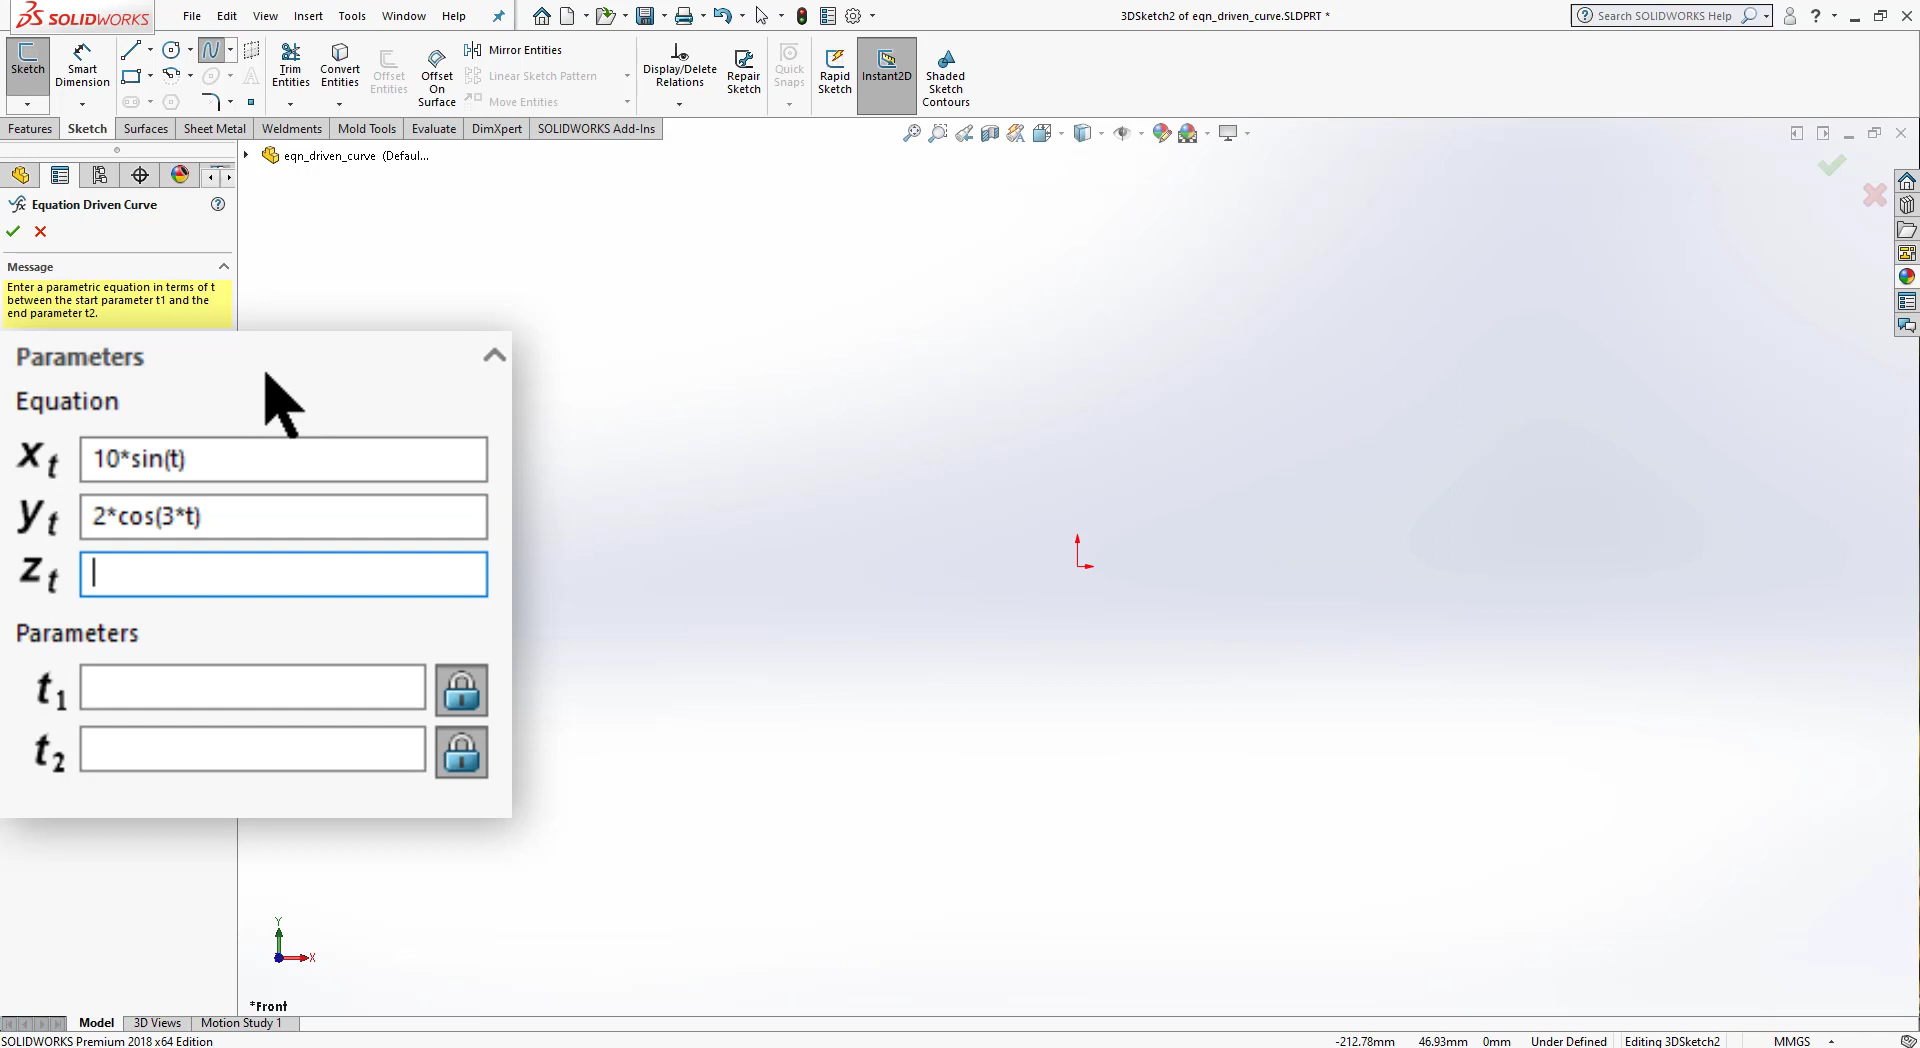 SOLIDWORKS
File Edit View Insert Tools Window Help
3DSketch2 of eqn_driven_curve.SLDPRT *
Search SOLIDWORKS Help
Sketch
Smart Dimension
Trim Entities
Convert Entities
Offset Entities
Offset On Surface
Mirror Entities
Linear Sketch Pattern
Move Entities
Display/Delete Relations
Repair Sketch
Quick Snaps
Rapid Sketch
Instant2D
Shaded Sketch Contours
Features Sketch Surfaces Sheet Metal Weldments Mold Tools Evaluate DimXpert SOLIDWORKS Add-Ins
eqn_driven_curve (Defaul...
Equation Driven Curve
Message
Enter a parametric equation in terms of t
between the start parameter t1 and the
end parameter t2.
Parameters
Equation
xt 10*sin(t)
yt 2*cos(3*t)
zt
Parameters
t1
t2
Y
X
*Front
Model 3D Views Motion Study 1
SOLIDWORKS Premium 2018 x64 Edition
-212.78mm 46.93mm 0mm Under Defined Editing 3DSketch2 MMGS